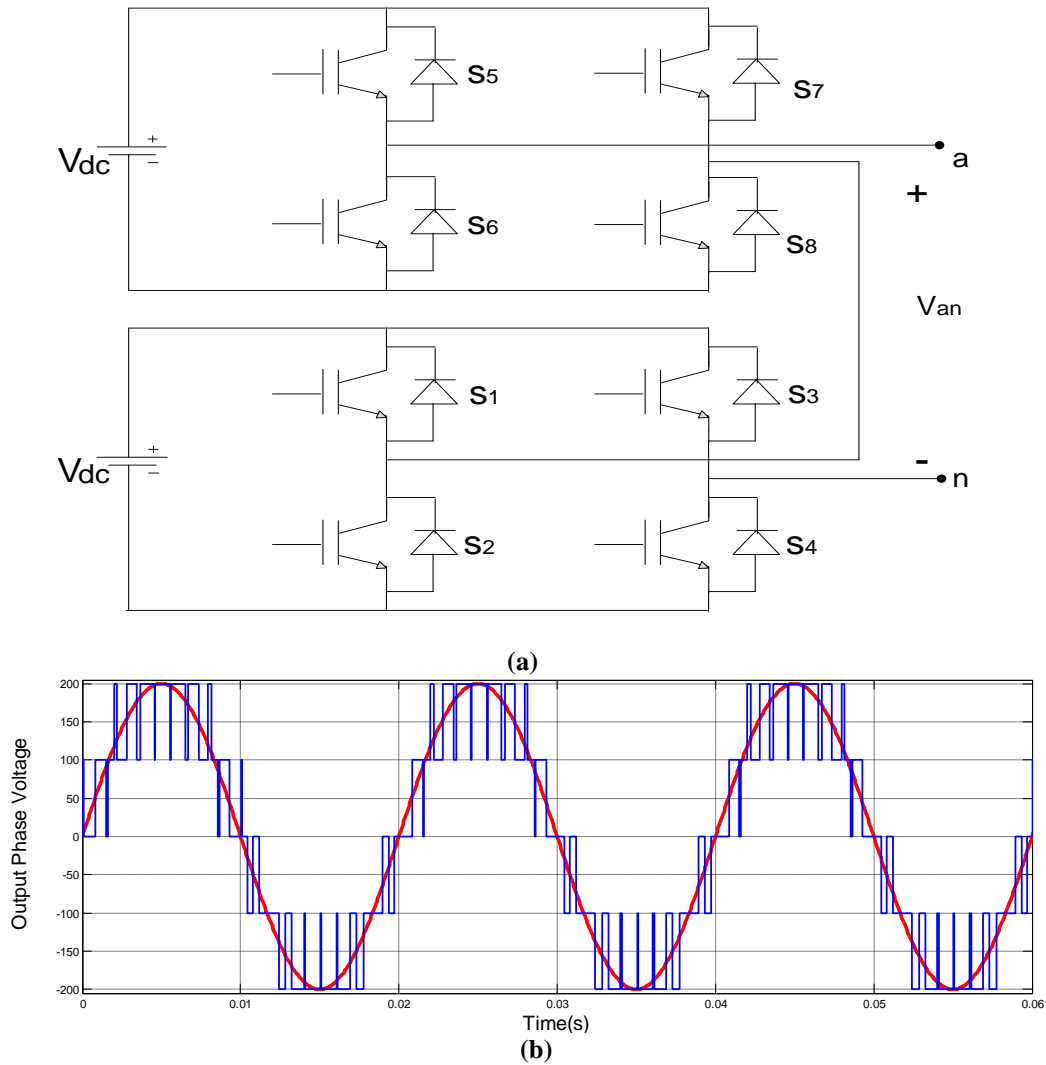 S5
S7
+
Vdc
-
a
+
S6
S8
Van
S1
S3
+
Vdc
-
-
n
S2
S4
(a)
200
150
100
50
0
-50
-100
-150
-200
Output Phase Voltage
0 0.01 0.02 0.03 0.04 0.05 0.06
Time(s)
(b)